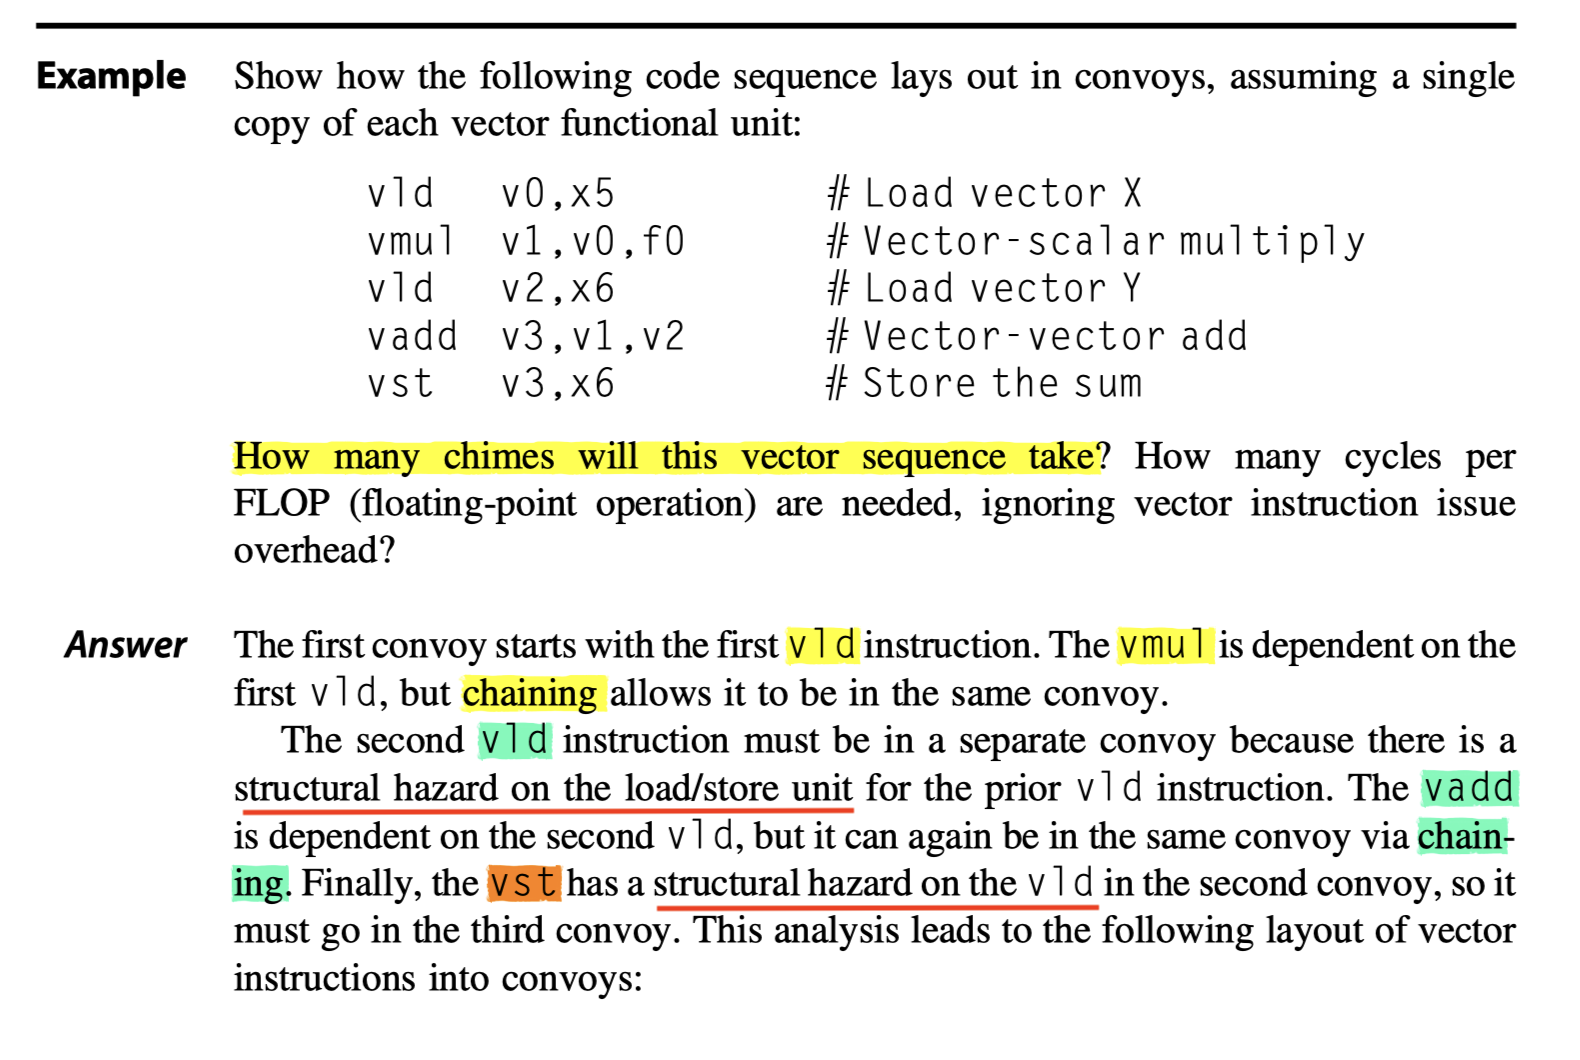 Example Show how the following code sequence lays out in convoys, assuming a single
copy of each vector functional unit:
vld v0,x5 # Load vector X
vmul v1,v0,f0 # Vector-scalar multiply
vld v2,x6 # Load vector Y
vadd v3,v1,v2 # Vector-vector add
vst v3,x6 # Store the sum
How many chimes will this vector sequence take? How many cycles per
FLOP (floating-point operation) are needed, ignoring vector instruction issue
overhead?
Answer The first convoy starts with the first vld instruction. The vmul is dependent on the
first vld, but chaining allows it to be in the same convoy.
The second vld instruction must be in a separate convoy because there is a
structural hazard on the load/store unit for the prior vld instruction. The vadd
is dependent on the second vld, but it can again be in the same convoy via chain-
ing. Finally, the vst has a structural hazard on the vld in the second convoy, so it
must go in the third convoy. This analysis leads to the following layout of vector
instructions into convoys: